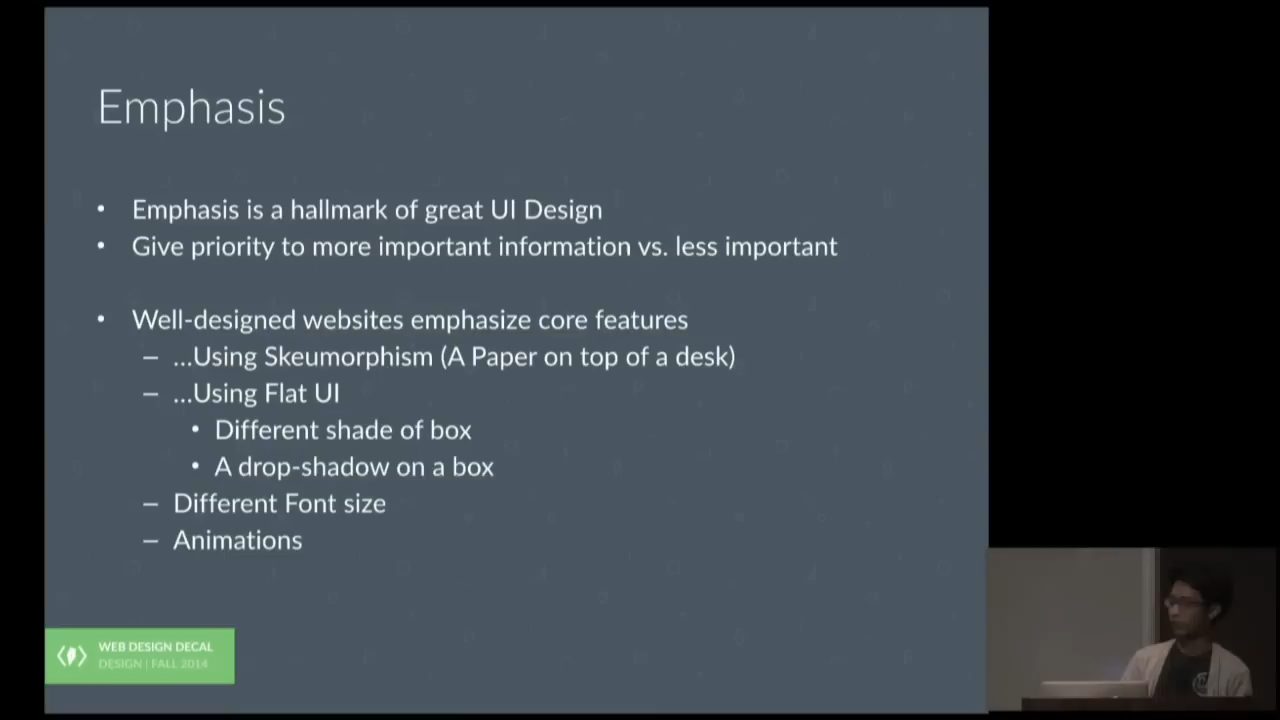 Emphasis
• Emphasis is a hallmark of great UI Design
• Give priority to more important information vs. less important
• Well-designed websites emphasize core features
– ...Using Skeumorphism (A Paper on top of a desk)
– ...Using Flat UI
• Different shade of box
• A drop-shadow on a box
– Different Font size
– Animations
WEB DESIGN DECAL
DESIGN | FALL 2014